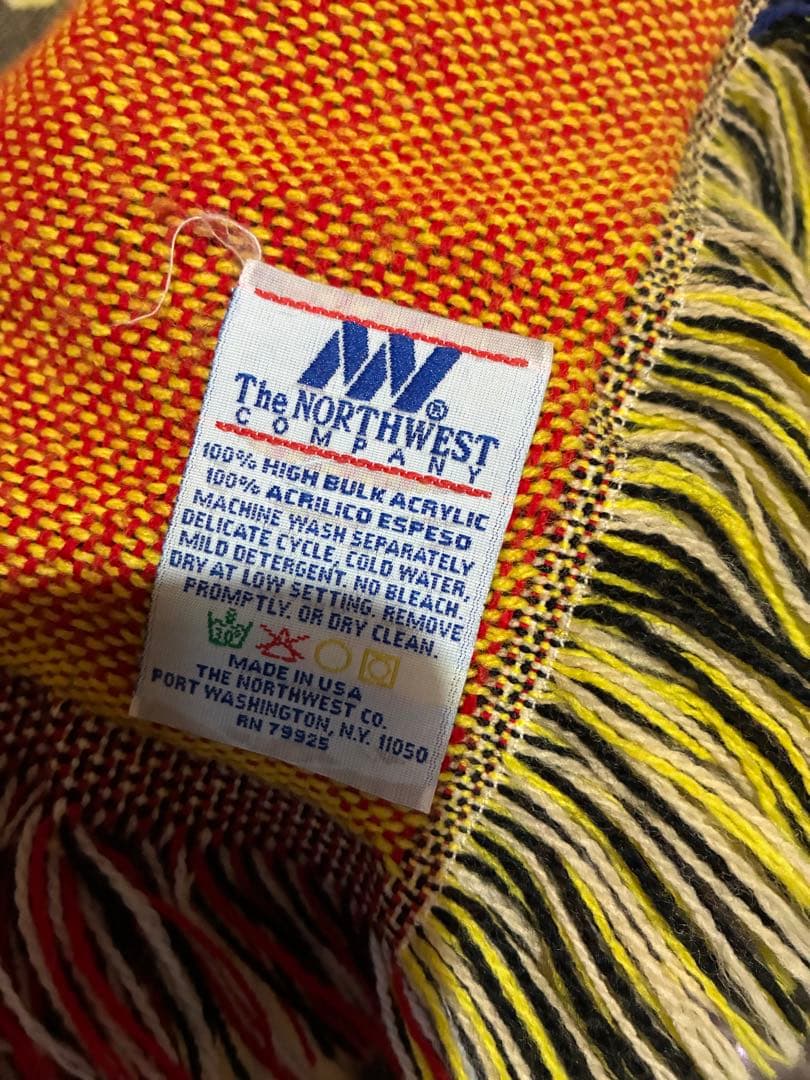 The NORTHWEST®
COMPANY
100% HIGH BULK ACRYLIC
100% ACRILICO ESPESO
MACHINE WASH SEPARATELY
DELICATE CYCLE, COLD WATER,
MILD DETERGENT. NO BLEACH.
DRY AT LOW SETTING. REMOVE
PROMPTLY. OR DRY CLEAN.
30°
MADE IN USA
THE NORTHWEST CO.
PORT WASHINGTON, N.Y. 11050
RN 79925